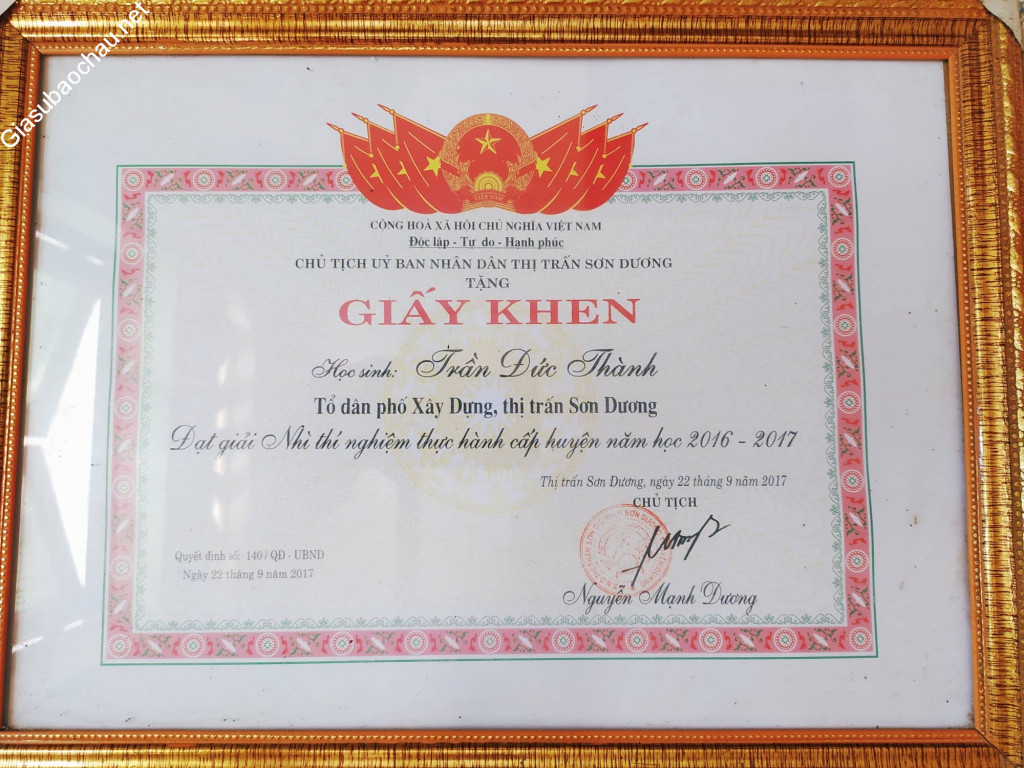 Giasubaochau.net
VIỆT NAM
CỘNG HOÀ XÃ HỘI CHỦ NGHĨA VIỆT NAM
Độc lập - Tự do - Hạnh phúc
CHỦ TỊCH UỶ BAN NHÂN DÂN THỊ TRẤN SƠN DƯƠNG
TẶNG
GIẤY KHEN
Học sinh: Trần Đức Thành
Tổ dân phố Xây Dựng, thị trấn Sơn Dương
Đạt giải Nhì thí nghiệm thực hành cấp huyện năm học 2016 - 2017
Thị trấn Sơn Dương, ngày 22 tháng 9 năm 2017
CHỦ TỊCH
Quyết định số: 140 / QĐ - UBND
Ngày 22 tháng 9 năm 2017
Nguyễn Mạnh Dương